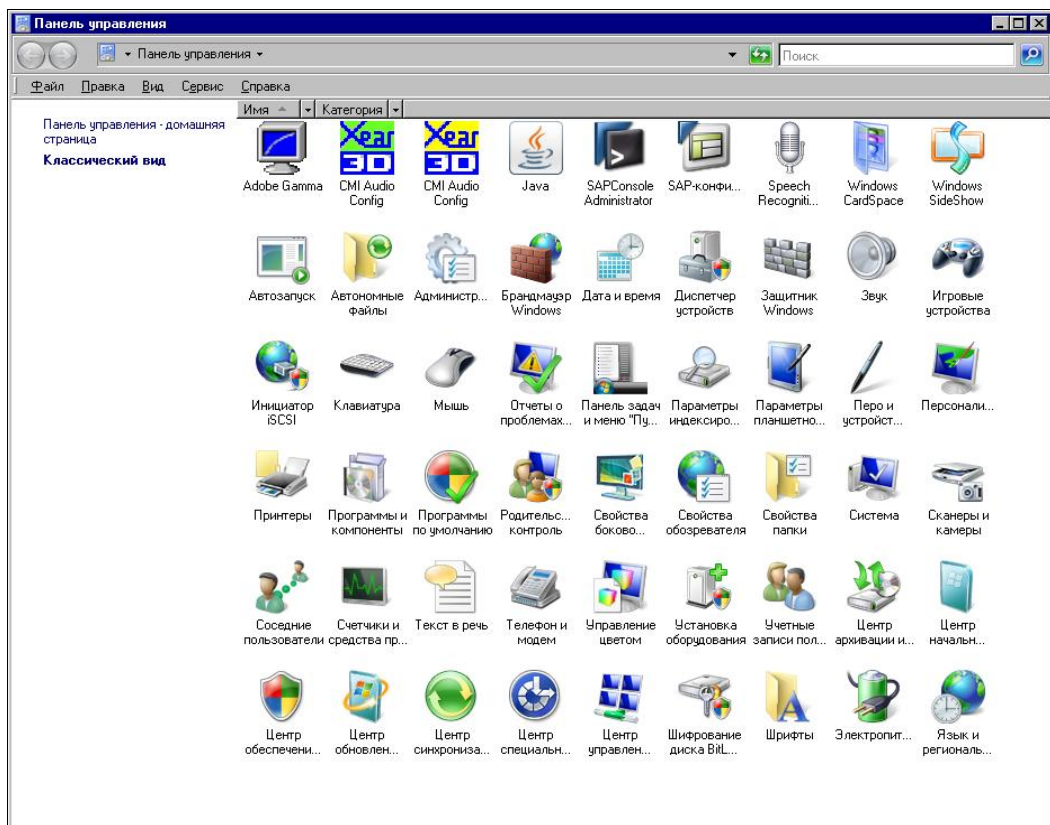 Панель управления
Панель управления
Поиск
Файл Правка Вид Сервис Справка
Имя Категория
Панель управления - домашняя
страница
Классический вид
Xear
3D
Xear
3D
Adobe Gamma
CMI Audio
Config
CMI Audio
Config
Java
SAPConsole
Administrator
SAP-конфи...
Speech
Recogniti...
Windows
CardSpace
Windows
SideShow
Автозапуск
Автономные
файлы
Администр...
Брандмауэр
Windows
Дата и время
Диспетчер
устройств
Защитник
Windows
Звук
Игровые
устройства
Инициатор
iSCSI
Клавиатура
Мышь
Отчеты о
проблемах...
Панель задач
и меню "Пу...
Параметры
индексиро...
Параметры
планшетно...
Перо и
устройст...
Персонали...
Принтеры
Программы и
компоненты
Программы
по умолчанию
Родительс...
контроль
Свойства
боково...
Свойства
обозревателя
Свойства
папки
Система
Сканеры и
камеры
Соседние
пользователи
Счетчики и
средства пр...
Текст в речь
Телефон и
модем
Управление
цветом
Установка
оборудования
Учетные
записи пол...
Центр
архивации и...
Центр
начальн...
Центр
обеспечени...
Центр
обновлен...
Центр
синхрониза...
Центр
специальн...
Центр
управлен...
Шифрование
диска BitL...
Шрифты
Электропит...
Язык и
региональ...